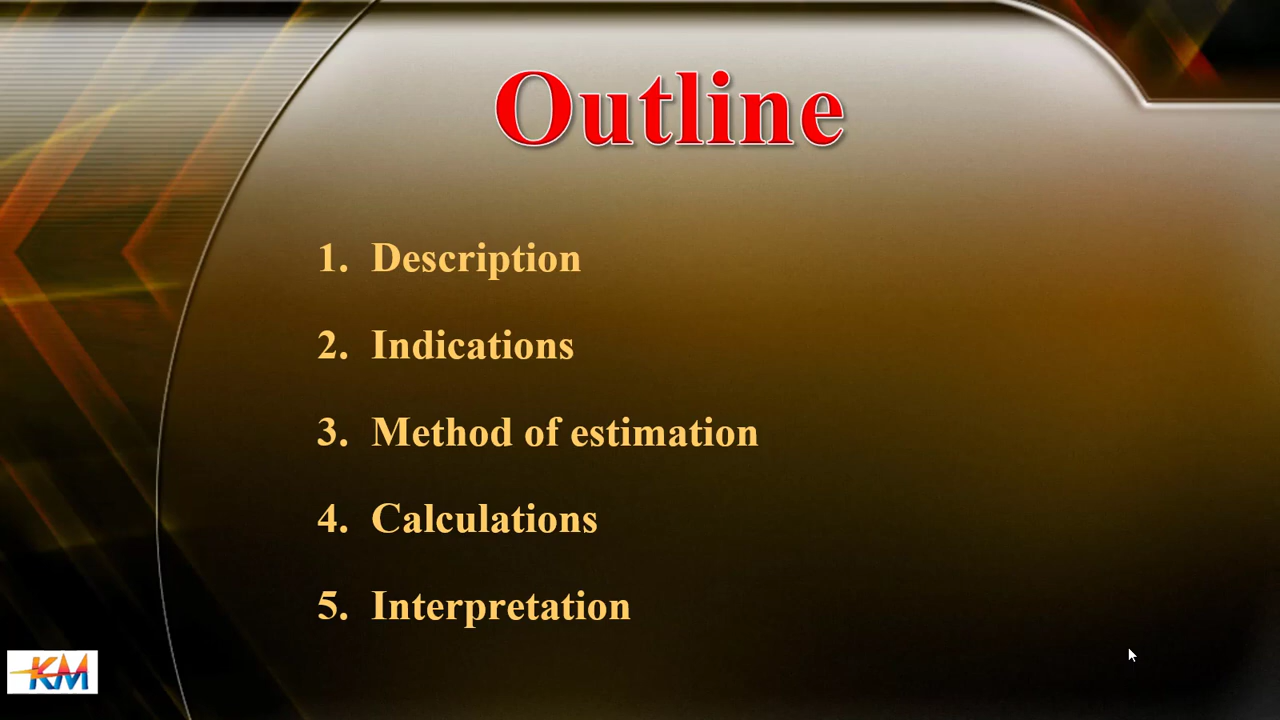 Outline
1. Description
2. Indications
3. Method of estimation
4. Calculations
5. Interpretation
KM